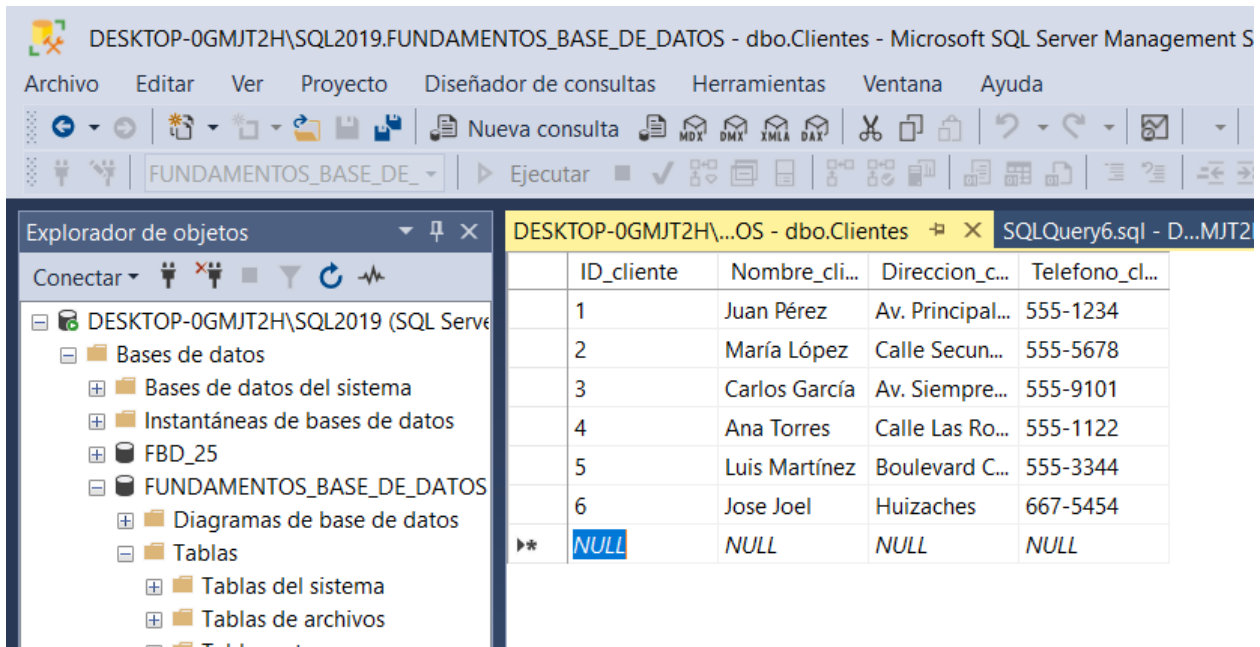 DESKTOP-0GMJT2H\SQL2019.FUNDAMENTOS_BASE_DE_DATOS - dbo.Clientes - Microsoft SQL Server Management S
Archivo Editar Ver Proyecto Diseñador de consultas Herramientas Ventana Ayuda
Nueva consulta MDX DMX XMLA DAX
FUNDAMENTOS_BASE_DE_ Ejecutar
Explorador de objetos
Conectar
DESKTOP-0GMJT2H\SQL2019 (SQL Serve
Bases de datos
Bases de datos del sistema
Instantáneas de bases de datos
FBD_25
FUNDAMENTOS_BASE_DE_DATOS
Diagramas de base de datos
Tablas
Tablas del sistema
Tablas de archivos
DESKTOP-0GMJT2H\...OS - dbo.Clientes SQLQuery6.sql - D...MJT2
ID_cliente Nombre_cli... Direccion_c... Telefono_cl...
1 Juan Pérez Av. Principal... 555-1234
2 María López Calle Secun... 555-5678
3 Carlos García Av. Siempre... 555-9101
4 Ana Torres Calle Las Ro... 555-1122
5 Luis Martínez Boulevard C... 555-3344
6 Jose Joel Huizaches 667-5454
NULL NULL NULL NULL